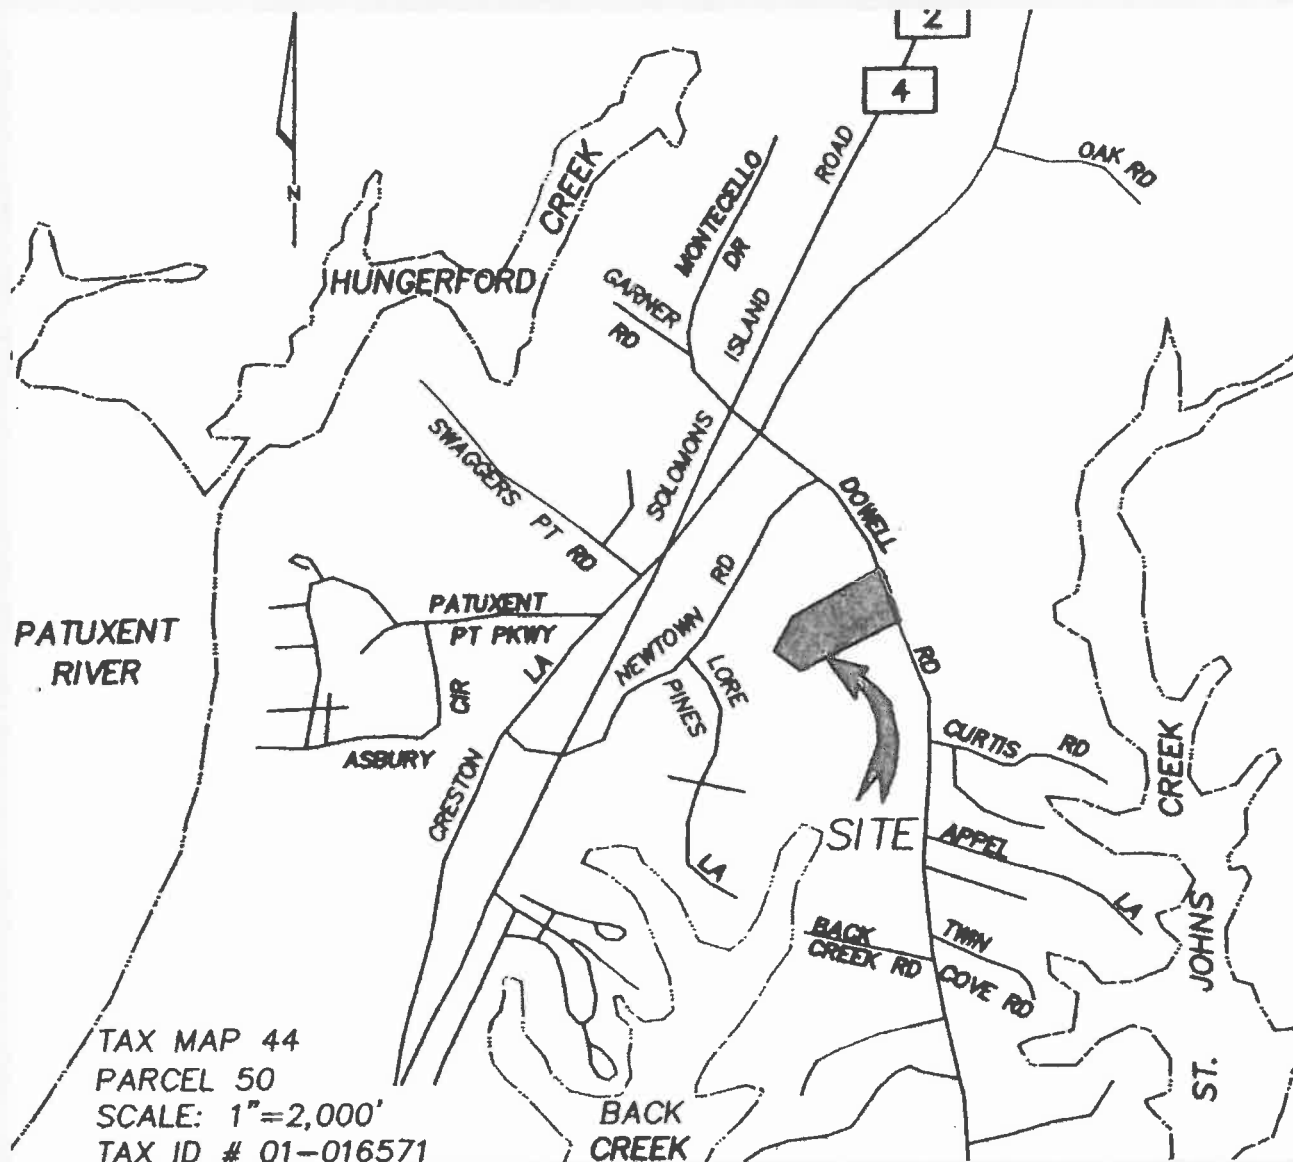 2
4
OAK RD
MONTECELLO
DR
ROAD
ISLAND
SOLOMONS
CREEK
HUNGERFORD
GARNER
RD
SWAGGERS PT RD
DOWELL
RD
N
PATUXENT
RIVER
PATUXENT
PT PKWY
CIR
ASBURY
LA
CRESTON
NEWTOWN RD
LORE
PINES
LA
SITE
CURTIS RD
APPEL
LA
BACK
CREEK RD
TWIN
COVE RD
CREEK
JOHNS
ST.
BACK
CREEK
TAX MAP 44
PARCEL 50
SCALE: 1"=2,000'
TAX ID # 01-016571